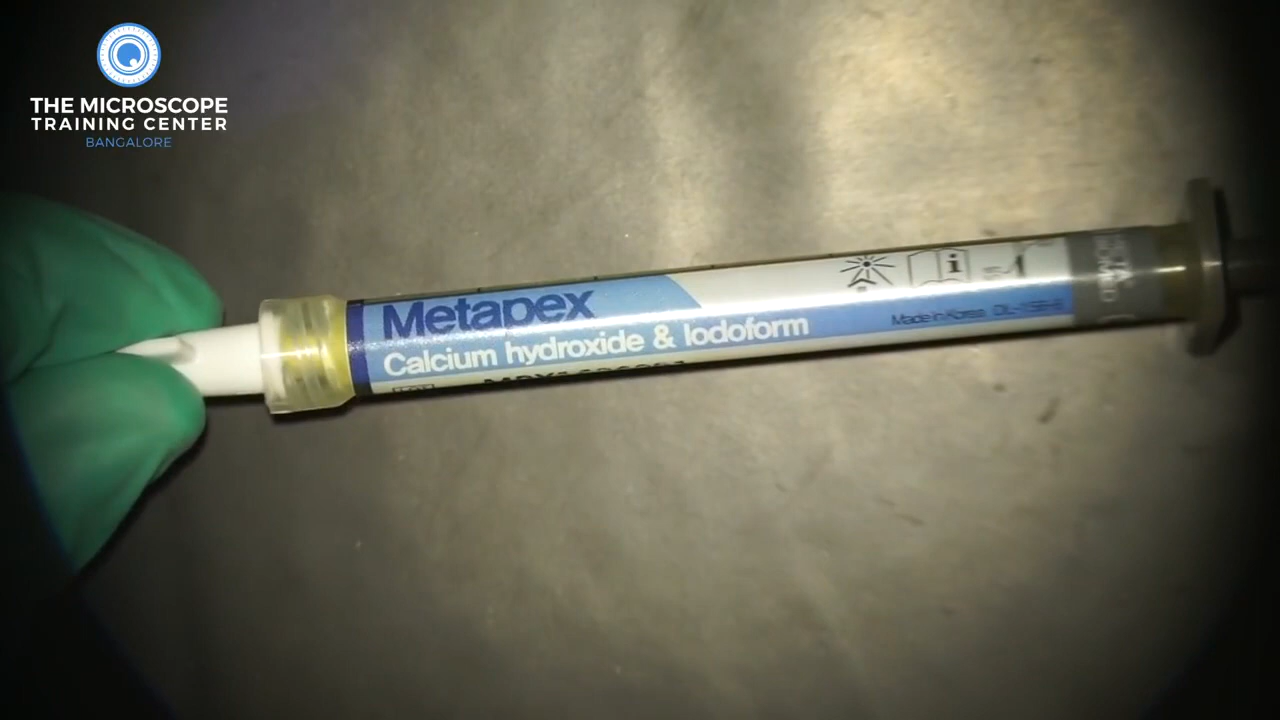 THE MICROSCOPE
TRAINING CENTER
BANGALORE
Metapex
Calcium hydroxide & Iodoform
Made in Korea